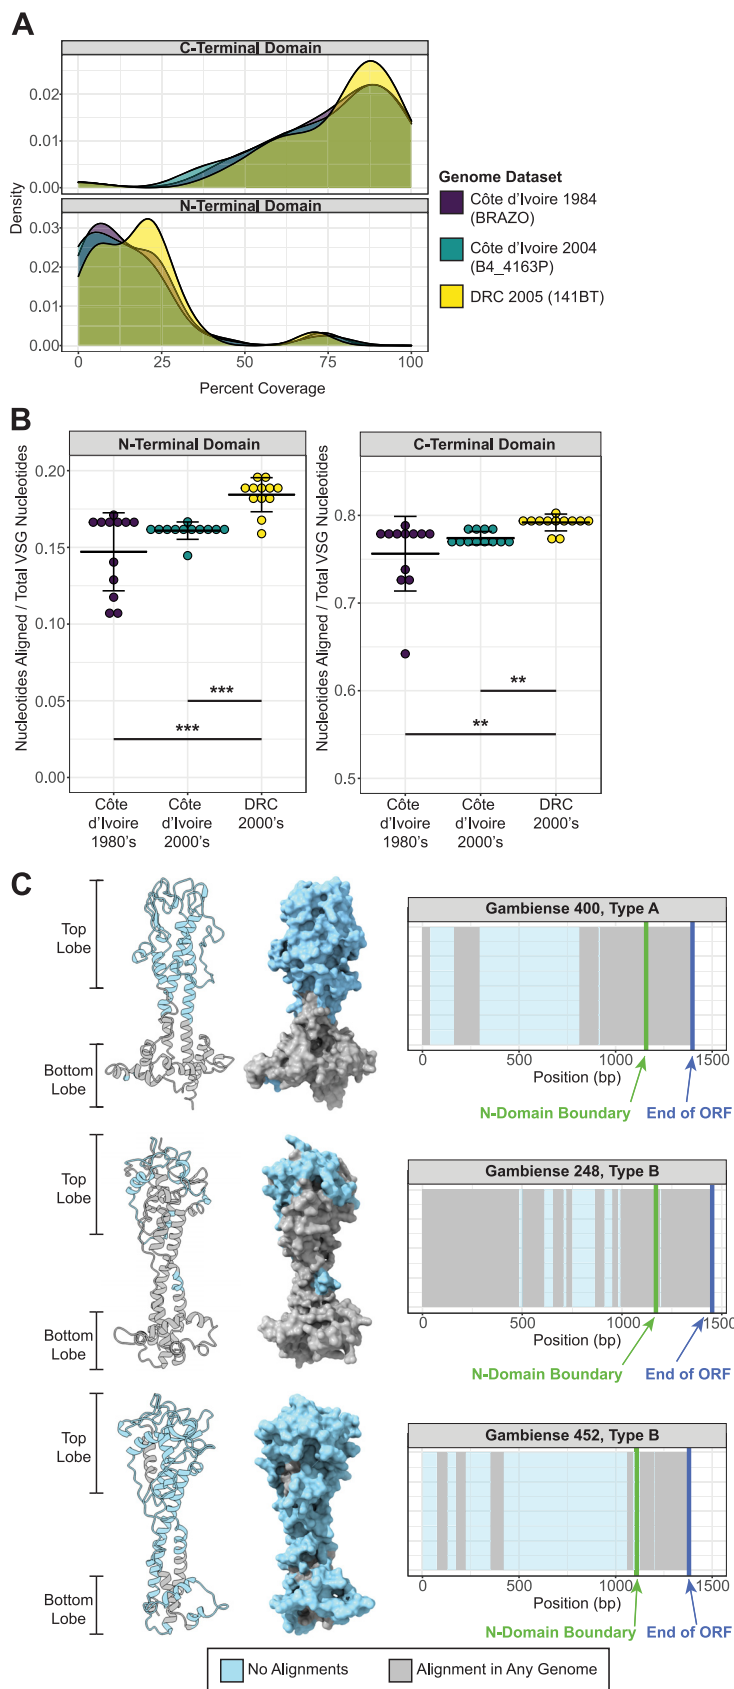 A
C-Terminal Domain
0.02
0.01
0.00
Density
N-Terminal Domain
0.03
0.02
0.01
0.00
0 25 50 75 100
Percent Coverage
Genome Dataset
Côte d'Ivoire 1984
(BRAZO)
Côte d'Ivoire 2004
(B4_4163P)
DRC 2005 (141BT)
B
N-Terminal Domain
Nucleotides Aligned / Total VSG Nucleotides
0.20
0.15
0.10
0.05
0.00
***
***
Côte
d'Ivoire
1980's
Côte
d'Ivoire
2000's
DRC
2000's
C-Terminal Domain
Nucleotides Aligned / Total VSG Nucleotides
0.8
0.7
0.6
0.5
**
**
Côte
d'Ivoire
1980's
Côte
d'Ivoire
2000's
DRC
2000's
C
Top
Lobe
Bottom
Lobe
Gambiense 400, Type A
0 500 1000 1500
Position (bp)
N-Domain Boundary
End of ORF
Top
Lobe
Bottom
Lobe
Gambiense 248, Type B
0 500 1000 1500
Position (bp)
N-Domain Boundary
End of ORF
Top
Lobe
Bottom
Lobe
Gambiense 452, Type B
0 500 1000 1500
Position (bp)
N-Domain Boundary
End of ORF
No Alignments
Alignment in Any Genome